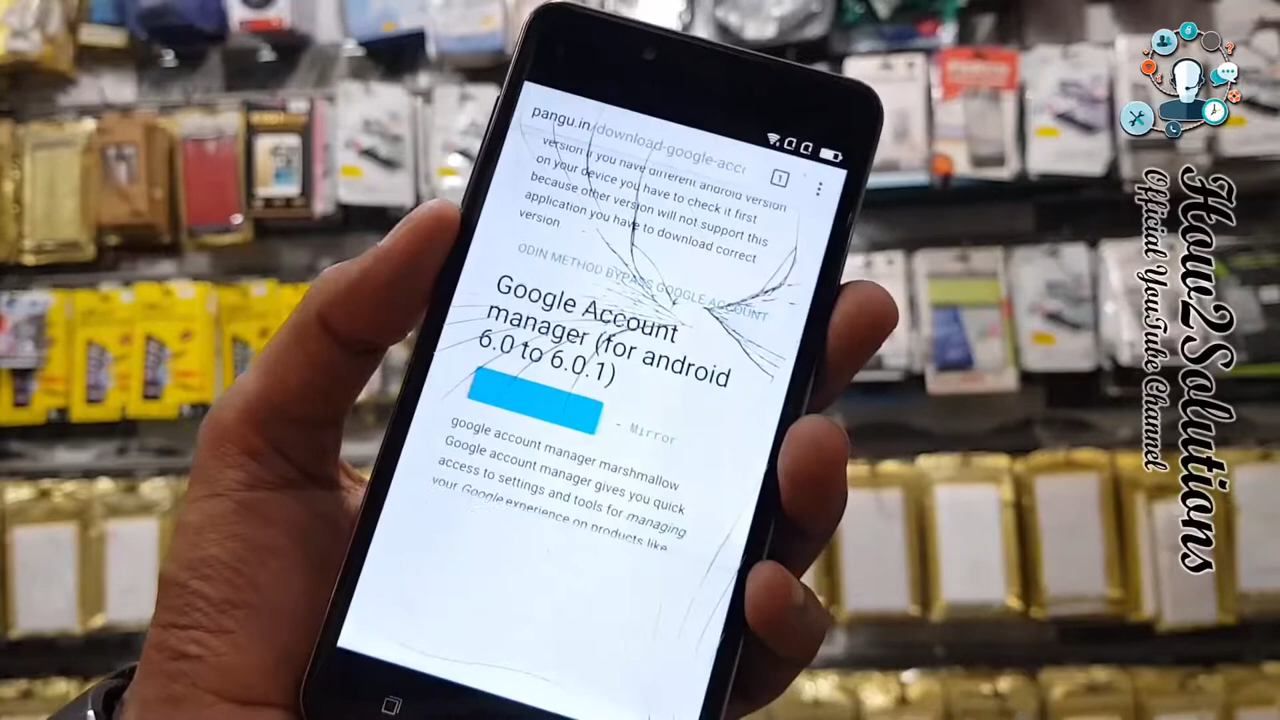 pangu.in/download-google-acc
version if you have different android version
on your device you have to check it first
because other version will not support this
application you have to download correct
version
ODIN METHOD BYPASS GOOGLE ACCOUNT
Google Account
manager (for android
6.0 to 6.0.1)
- Mirror
google account manager marshmallow
Google account manager gives you quick
access to settings and tools for managing
your Google experience on products like
How2Solutions
Official YouTube Channel